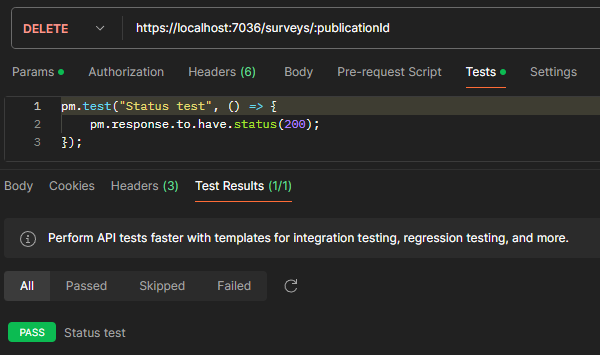 DELETE https://localhost:7036/surveys/:publicationId
Params Authorization Headers (6) Body Pre-request Script Tests Settings
1 pm.test("Status test", () => {
2 pm.response.to.have.status(200);
3 });
Body Cookies Headers (3) Test Results (1/1)
Perform API tests faster with templates for integration testing, regression testing, and more.
All Passed Skipped Failed
PASS Status test